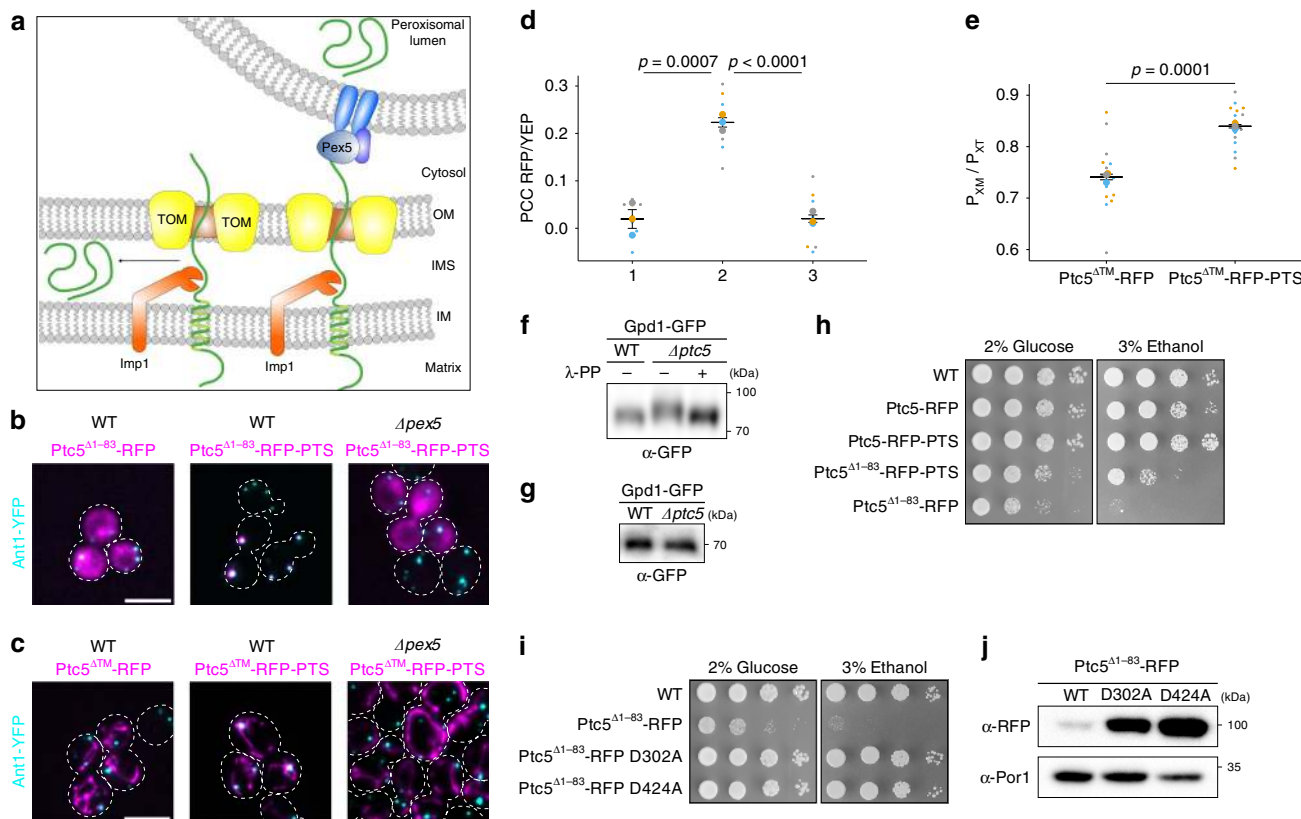 a
Peroxisomal
lumen
Pex5
Cytosol
TOM
TOM
OM
IMS
IM
Imp1
Imp1
Matrix
b
WT
WT
Δpex5
Ptc5Δ1–83-RFP
Ptc5Δ1–83-RFP-PTS
Ptc5Δ1–83-RFP-PTS
Ant1-YFP
c
WT
WT
Δpex5
PtcΔTM-RFP
Ptc5ΔTM-RFP-PTS
Ptc5ΔTM-RFP-PTS
Ant1-YFP
d
p = 0.0007
p < 0.0001
PCC RFP/YEP
0.3
0.2
0.1
0.0
1
2
3
e
p = 0.0001
PXM / PXT
0.9
0.8
0.7
0.6
Ptc5ΔTM-RFP
Ptc5ΔTM-RFP-PTS
f
Gpd1-GFP
WT
Δptc5
λ-PP
–
–
+
(kDa)
100
70
α-GFP
g
Gpd1-GFP
WT
Δptc5
(kDa)
70
α-GFP
h
2% Glucose
3% Ethanol
WT
Ptc5-RFP
Ptc5-RFP-PTS
Ptc5Δ1–83-RFP-PTS
Ptc5Δ1–83-RFP
i
2% Glucose
3% Ethanol
WT
Ptc5Δ1–83-RFP
Ptc5Δ1–83-RFP D302A
Ptc5Δ1–83-RFP D424A
j
Ptc5Δ1–83-RFP
WT
D302A
D424A
(kDa)
α-RFP
100
α-Por1
35